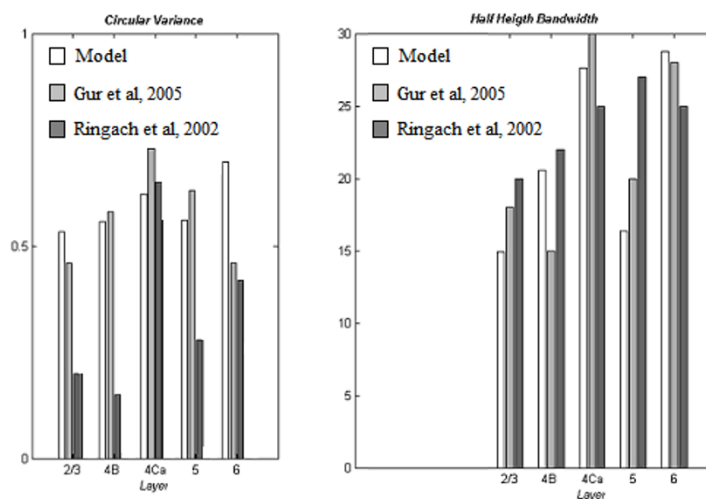 Circular Variance
1
Model
Gur et al, 2005
Ringach et al, 2002
0.5
0
2/3 4B 4Ca 5 6
Layer
Half Heigth Bandwidth
30
Model
Gur et al, 2005
25
Ringach et al, 2002
20
15
10
5
0
2/3 4B 4Ca 5 6
Layer